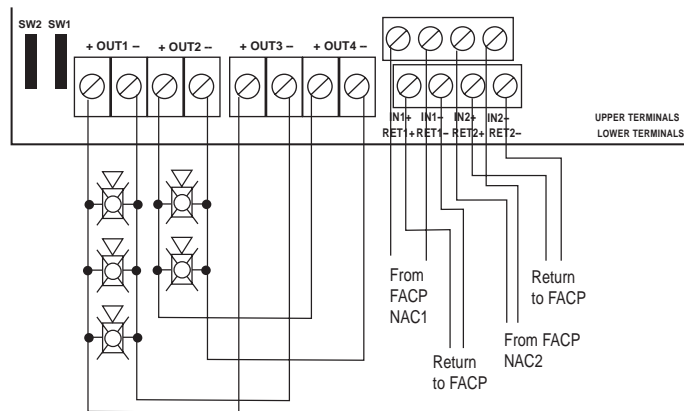 SW2 SW1
+ OUT1 – + OUT2 – + OUT3 – + OUT4 –
IN1+ IN1– IN2+ IN2– UPPER TERMINALS
RET1+ RET1– RET2+ RET2– LOWER TERMINALS
From
FACP
NAC1
Return
to FACP
From FACP
NAC2
Return
to FACP